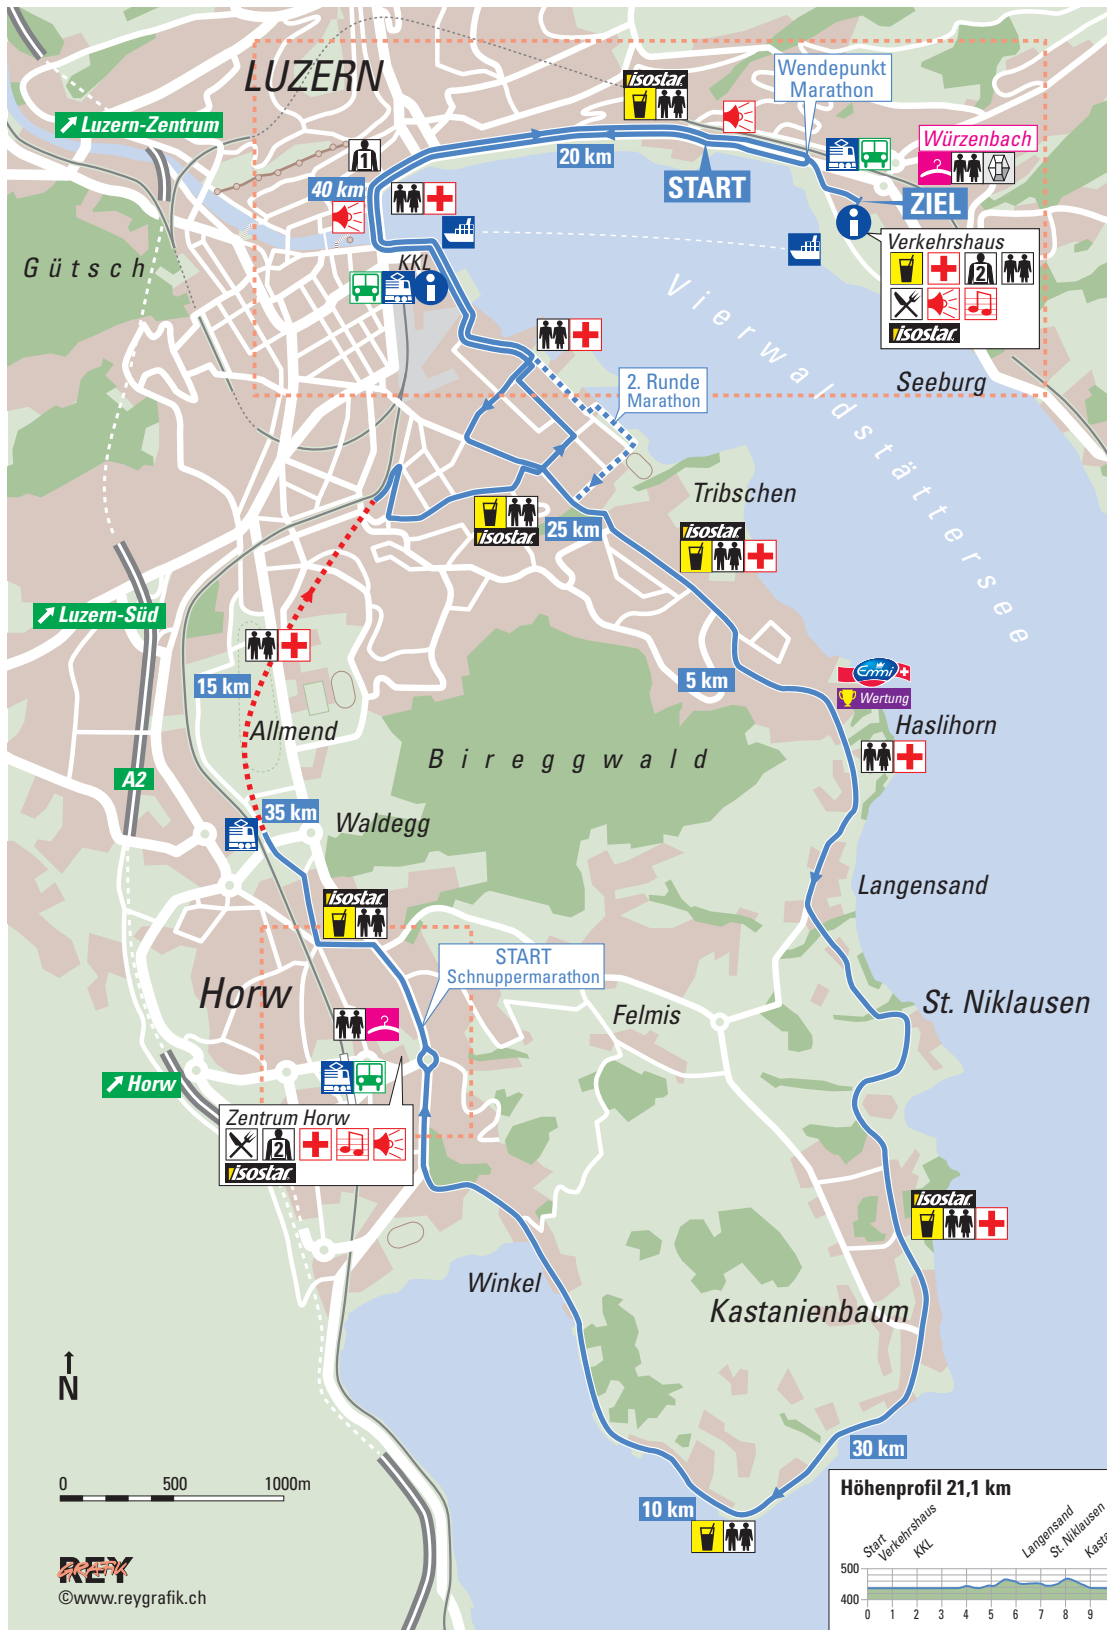 LUZERN
Luzern-Zentrum
isostar.
Wendepunkt
Marathon
Würzenbach
1
20 km
START
ZIEL
40 km
i
Verkehrshaus
2
isostar.
Gütsch
KKL
i
Vierwaldstättersee
Seeburg
2. Runde
Marathon
Tribschen
isostar.
25 km
isostar.
Luzern-Süd
15 km
5 km
Emmi
Wertung
Haslihorn
Allmend
Bireggwald
A2
35 km
Waldegg
Langensand
isostar.
START
Schnuppermarathon
Horw
Felmis
St. Niklausen
Horw
Zentrum Horw
2
isostar.
isostar.
Winkel
Kastanienbaum
N
30 km
0 500 1000m
10 km
Höhenprofil 21,1 km
Start
Verkehrshaus
KKL
Langensand
St. Niklausen
Kasta
500
400
0 1 2 3 4 5 6 7 8 9
REY
GRAFIK
©www.reygrafik.ch